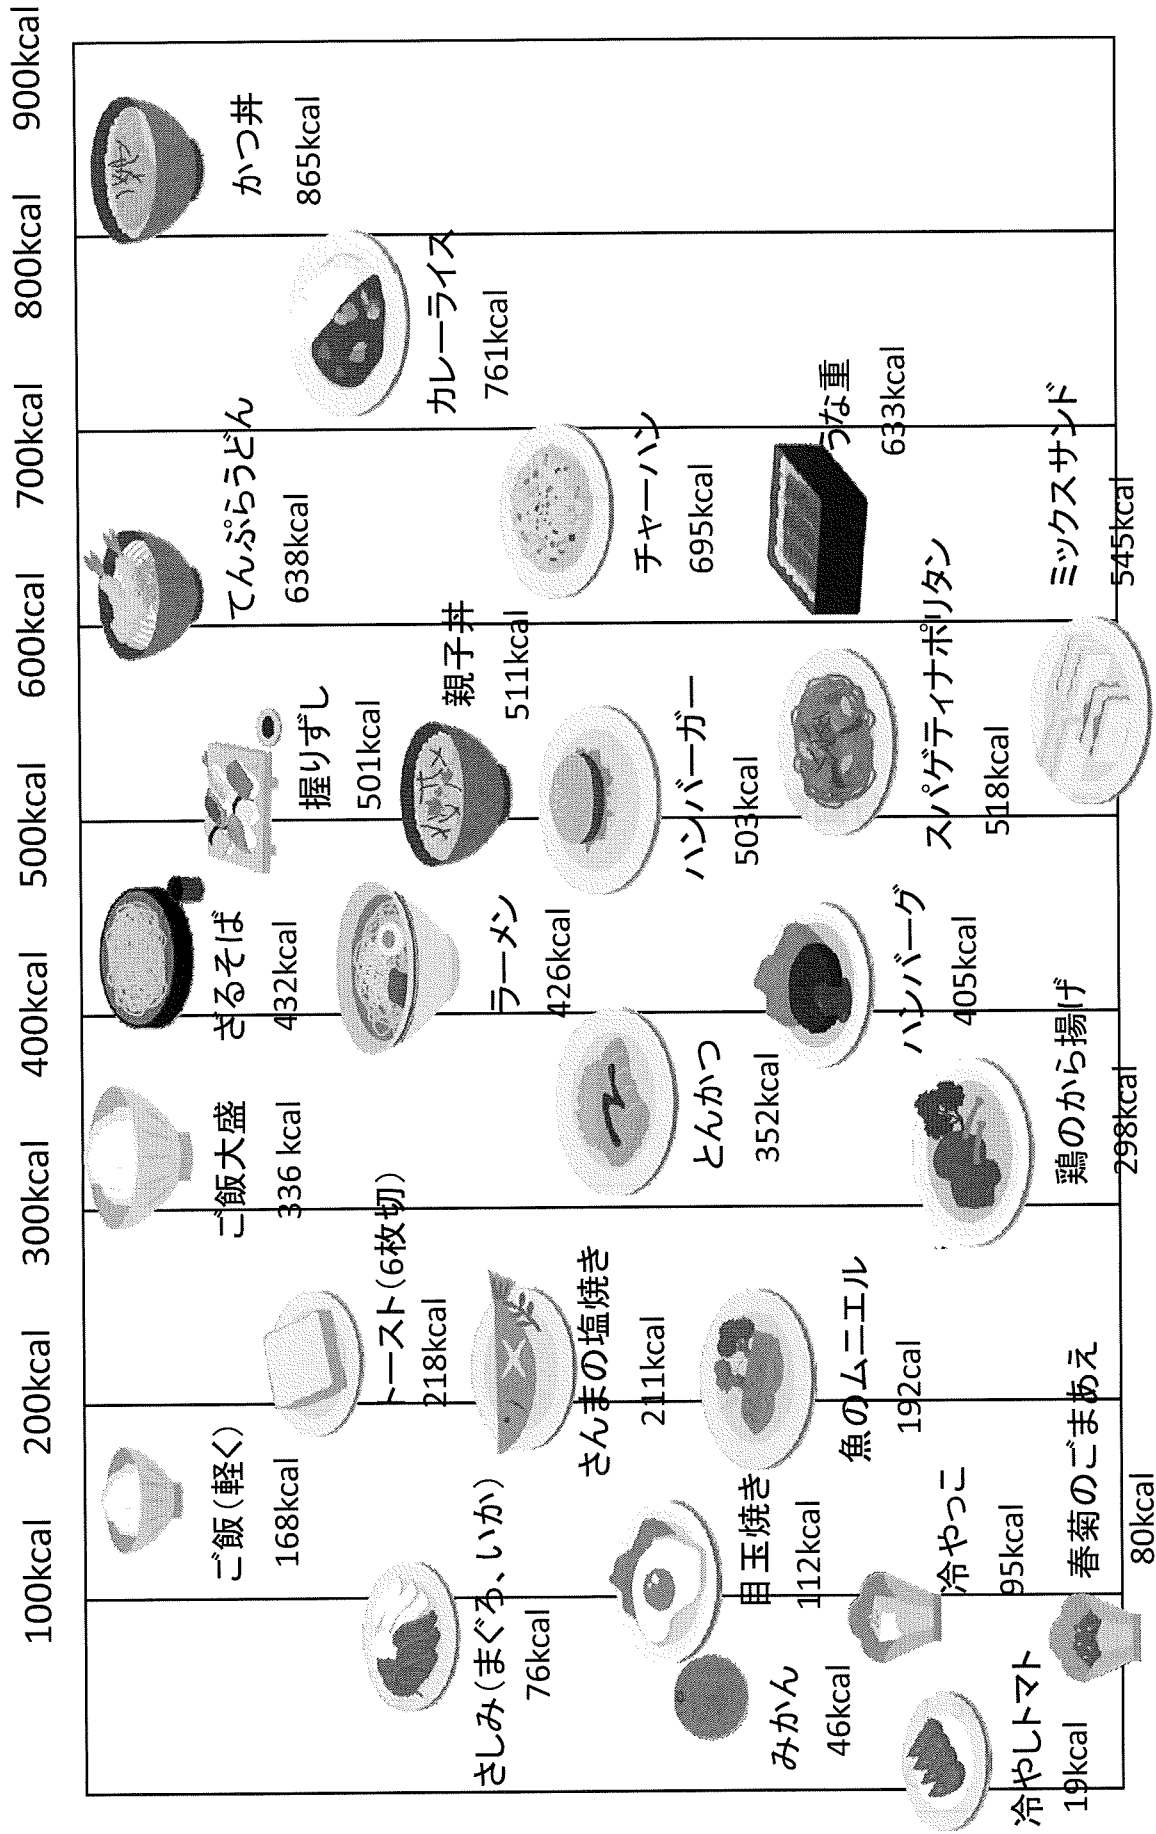 100kcal
200kcal
300kcal
400kcal
500kcal
600kcal
700kcal
800kcal
900kcal
ご飯(軽く)
168kcal
ご飯大盛
336 kcal
ざるそば
432kcal
握りずし
501kcal
てんぷらうどん
638kcal
かつ丼
865kcal
トースト(6枚切)
218kcal
ラーメン
426kcal
親子丼
511kcal
カレーライス
761kcal
さしみ(まぐろ、いか)
76kcal
さんまの塩焼き
211kcal
とんかつ
352kcal
ハンバーガー
503kcal
チャーハン
695kcal
みかん
46kcal
目玉焼き
112kcal
魚のムニエル
192cal
ハンバーグ
405kcal
スパゲティナポリタン
518kcal
うな重
633kcal
冷やしトマト
19kcal
冷やっこ
95kcal
春菊のごまあえ
80kcal
鶏のから揚げ
298kcal
ミックスサンド
545kcal